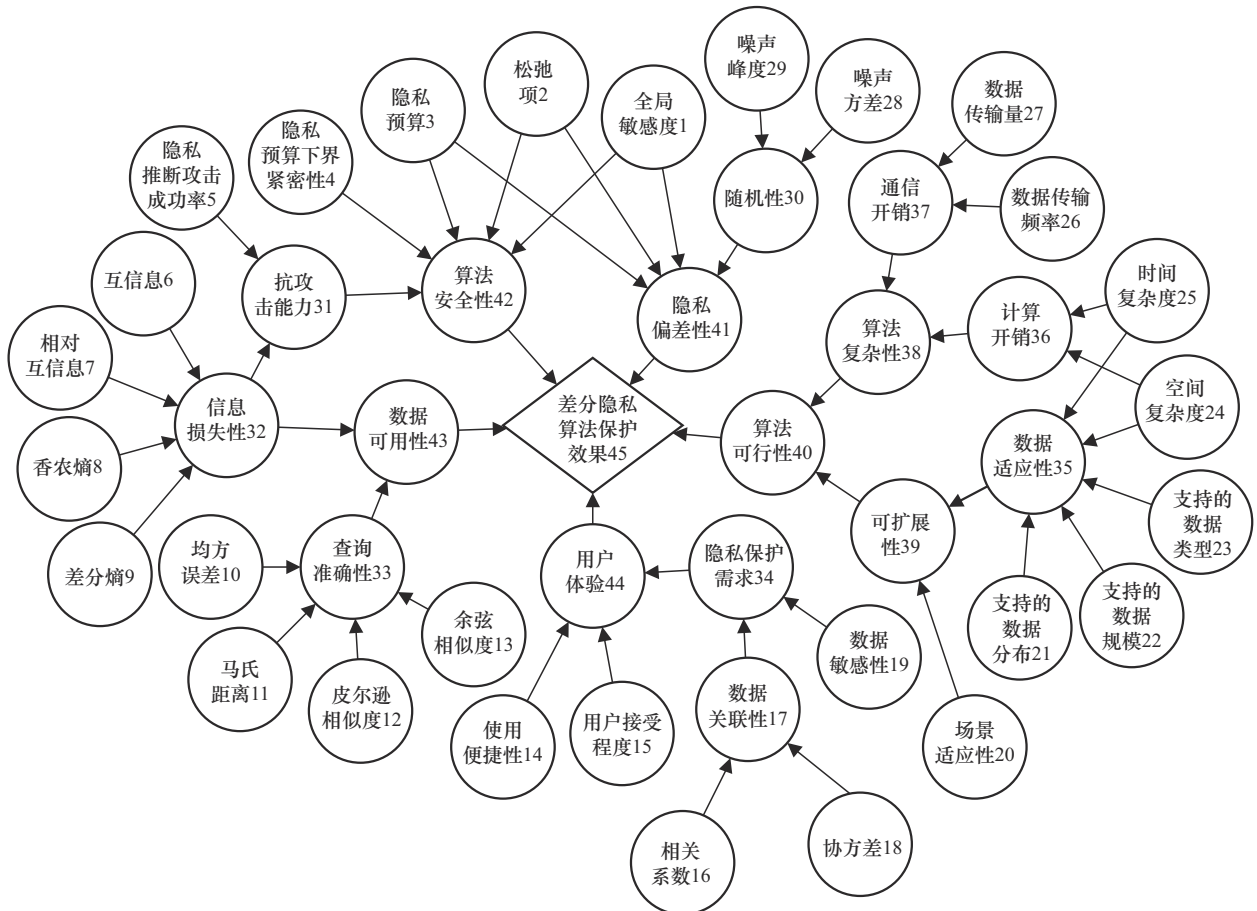 噪声
峰度29
松弛
项2
噪声
方差28
隐私
预算3
全局
敏感度1
数据
传输量27
隐私
预算下界
紧密性4
隐私
推断攻击
成功率5
随机性30
通信
开销37
数据传输
频率26
互信息6
抗攻
击能力31
算法
安全性42
隐私
偏差性41
时间
复杂度25
算法
复杂性38
计算
开销36
相对
互信息7
信息
损失性32
数据
可用性43
差分隐私
算法保护
效果45
算法
可行性40
空间
复杂度24
数据
适应性35
香农熵8
支持的
数据
类型23
可扩展
性39
差分熵9
均方
误差10
查询
准确性33
用户
体验44
隐私保护
需求34
余弦
相似度13
数据
敏感性19
支持的
数据
分布21
支持的
数据
规模22
马氏
距离11
皮尔逊
相似度12
使用
便捷性14
用户接受
程度15
数据
关联性17
场景
适应性20
相关
系数16
协方差18